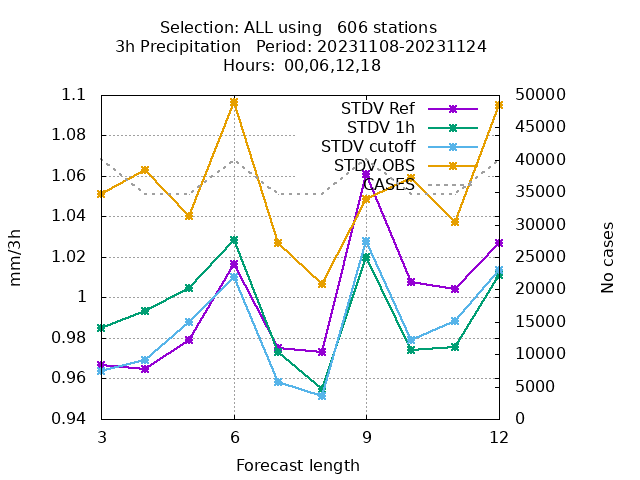 Selection: ALL using   606 stations
3h Precipitation   Period: 20231108-20231124
Hours: 00,06,12,18
1.1
1.08
1.06
1.04
1.02
1
0.98
0.96
0.94
mm/3h
STDV Ref
STDV 1h
STDV cutoff
STDV OBS
CASES
50000
45000
40000
35000
30000
25000
20000
15000
10000
5000
0
No cases
3 6 9 12
Forecast length